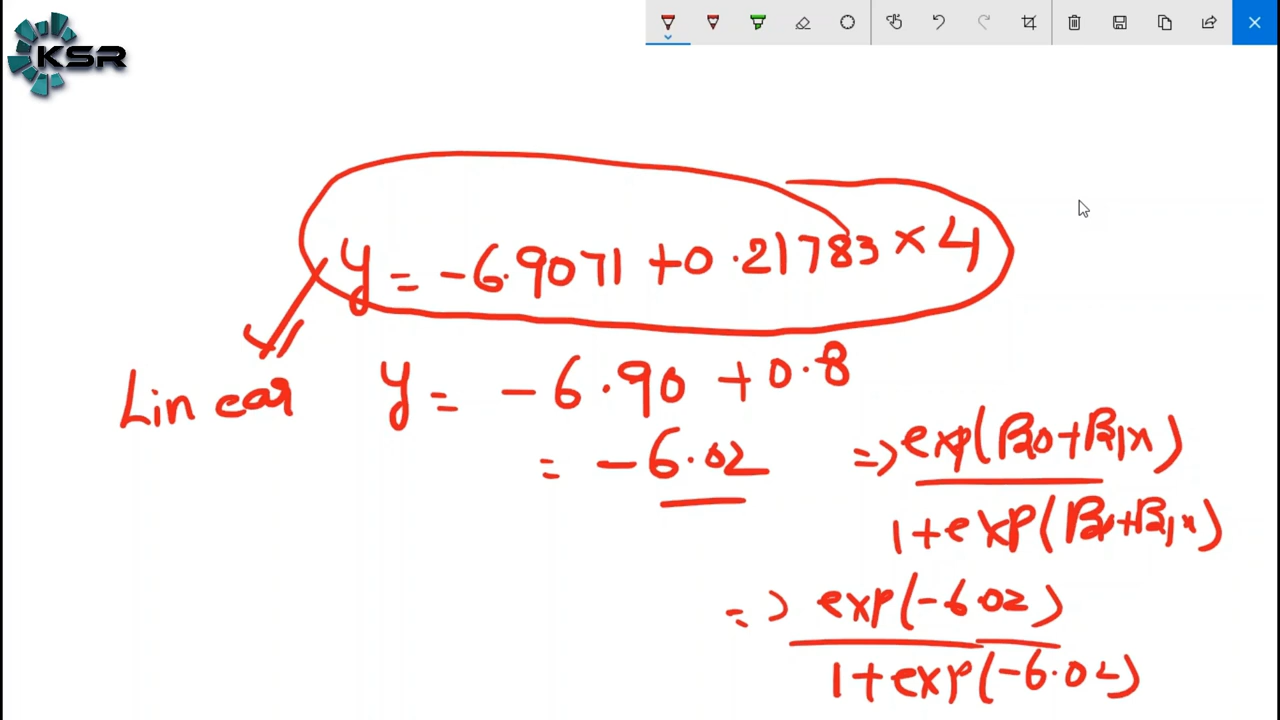 KSR
y = -6.9071 + 0.21783 × 4
Linear y = -6.90 + 0.8
= -6.02
=> exp(β0+β1x)
1+exp(β0+β1x)
=> exp(-6.02)
1+exp(-6.02)